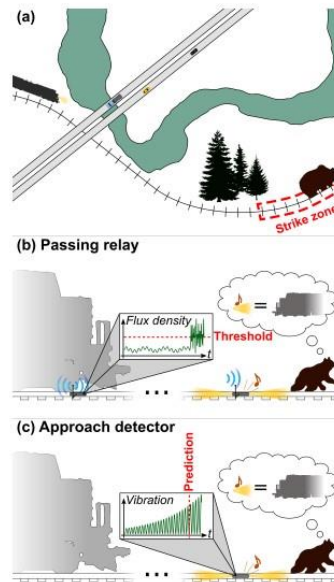 (a)
Strike zone
(b) Passing relay
Flux density
Threshold
t
=
(c) Approach detector
Prediction
Vibration
t
=